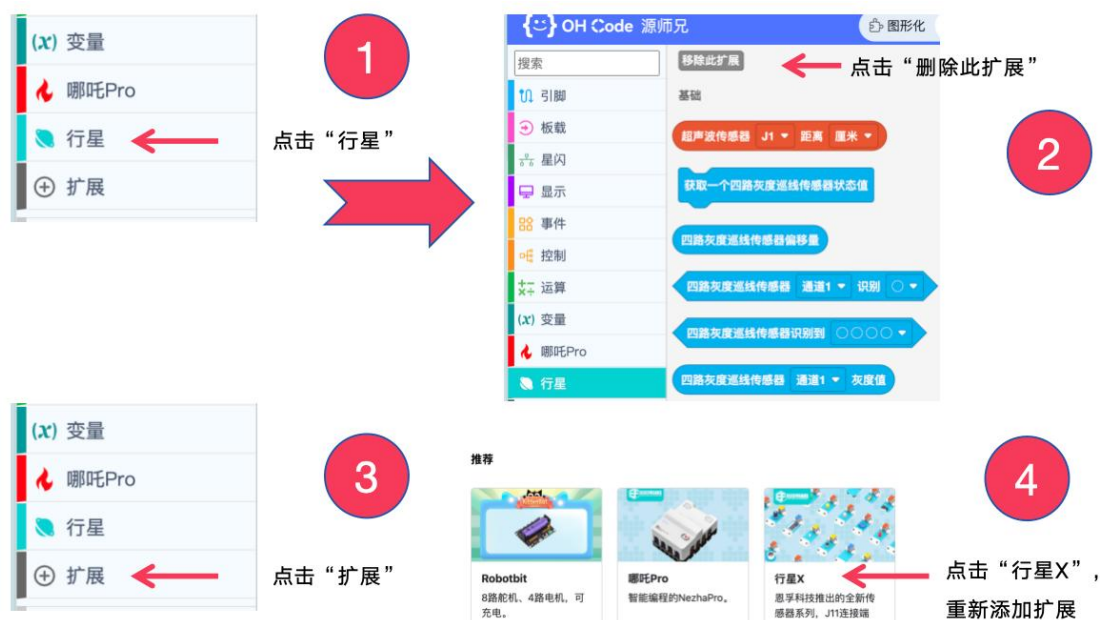 (x) 变量
哪吒Pro
行星
扩展
1
点击“行星”
{ } OH Code 源师兄
图形化
搜索
移除此扩展
点击“删除此扩展”
引脚
基础
板载
超声波传感器 J1 距离 厘米
星闪
显示
获取一个四路灰度巡线传感器状态值
2
事件
四路灰度巡线传感器偏移量
控制
运算
四路灰度巡线传感器 通道1 识别
(x) 变量
四路灰度巡线传感器识别到
哪吒Pro
行星
四路灰度巡线传感器 通道1 灰度值
(x) 变量
哪吒Pro
行星
扩展
3
点击“扩展”
推荐
4
Robotbit
8路舵机、4路电机，可
充电。
哪吒Pro
智能编程的NezhaPro。
行星X
恩孚科技推出的全新传
感器系列，J11连接端
点击“行星X”，
重新添加扩展